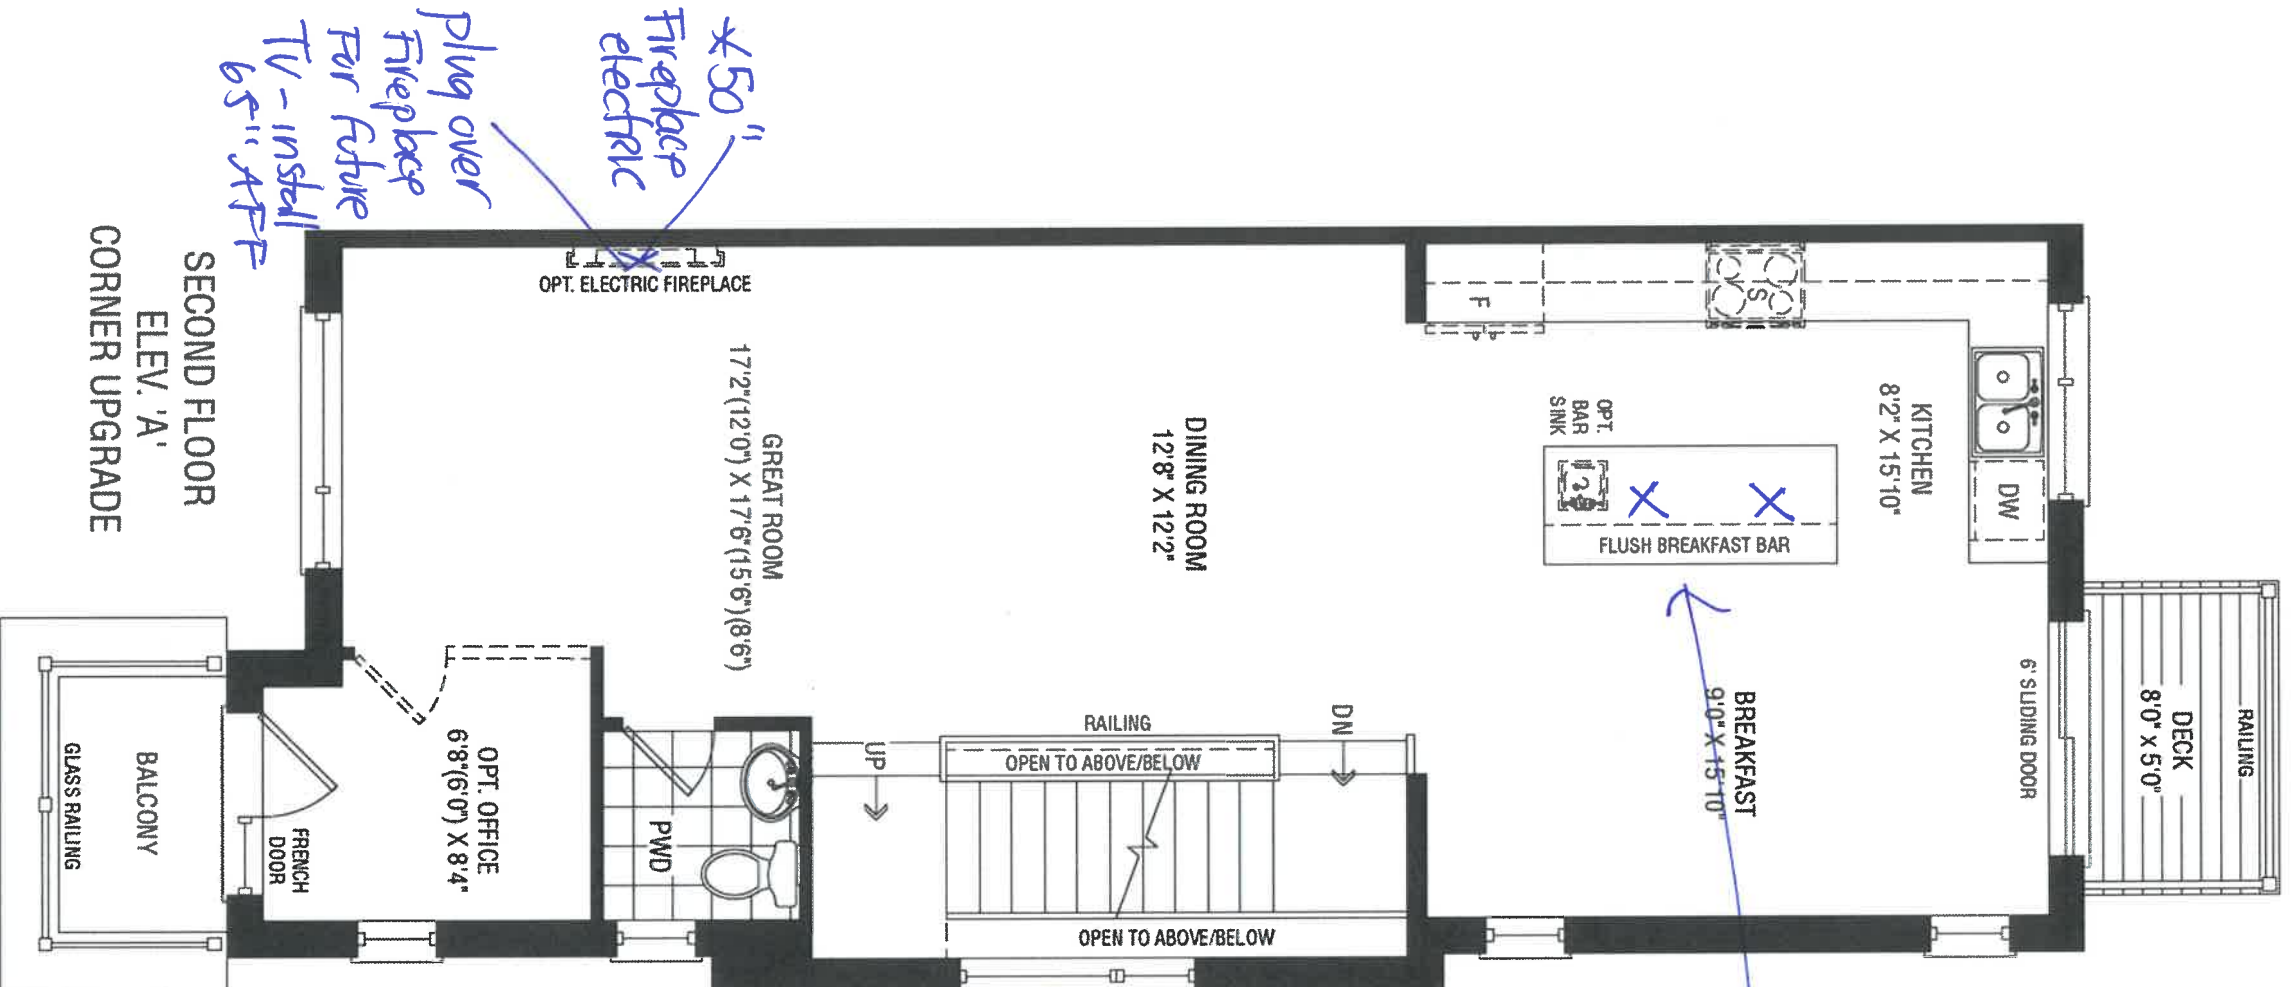 *50"
Fireplace
electric
plug over
Fireplace
For Future
TV - install
65" AFF
SECOND FLOOR
ELEV. 'A'
CORNER UPGRADE
OPT. ELECTRIC FIREPLACE
GREAT ROOM
17'2"(12'0") X 17'6"(15'6")(8'6")
DINING ROOM
12'8" X 12'2"
F
S
KITCHEN
8'2" X 15'10"
OPT.
BAR
SINK
DW
FLUSH BREAKFAST BAR
BREAKFAST
9'0" X 15'10"
6' SLIDING DOOR
DECK
8'0" X 5'0"
RAILING
DN
RAILING
OPEN TO ABOVE/BELOW
UP
OPEN TO ABOVE/BELOW
PWD
OPT. OFFICE
6'8"(6'0") X 8'4"
FRENCH
DOOR
BALCONY
GLASS RAILING